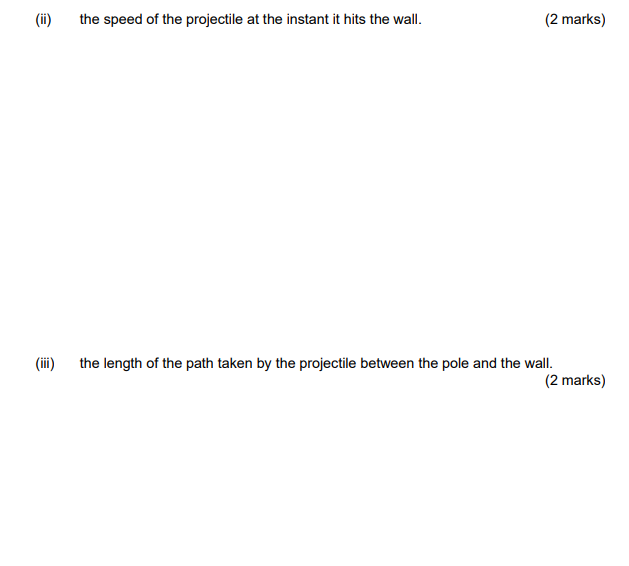 (ii) the speed of the projectile at the instant it hits the wall. (2 marks)
(iii) the length of the path taken by the projectile between the pole and the wall.
(2 marks)